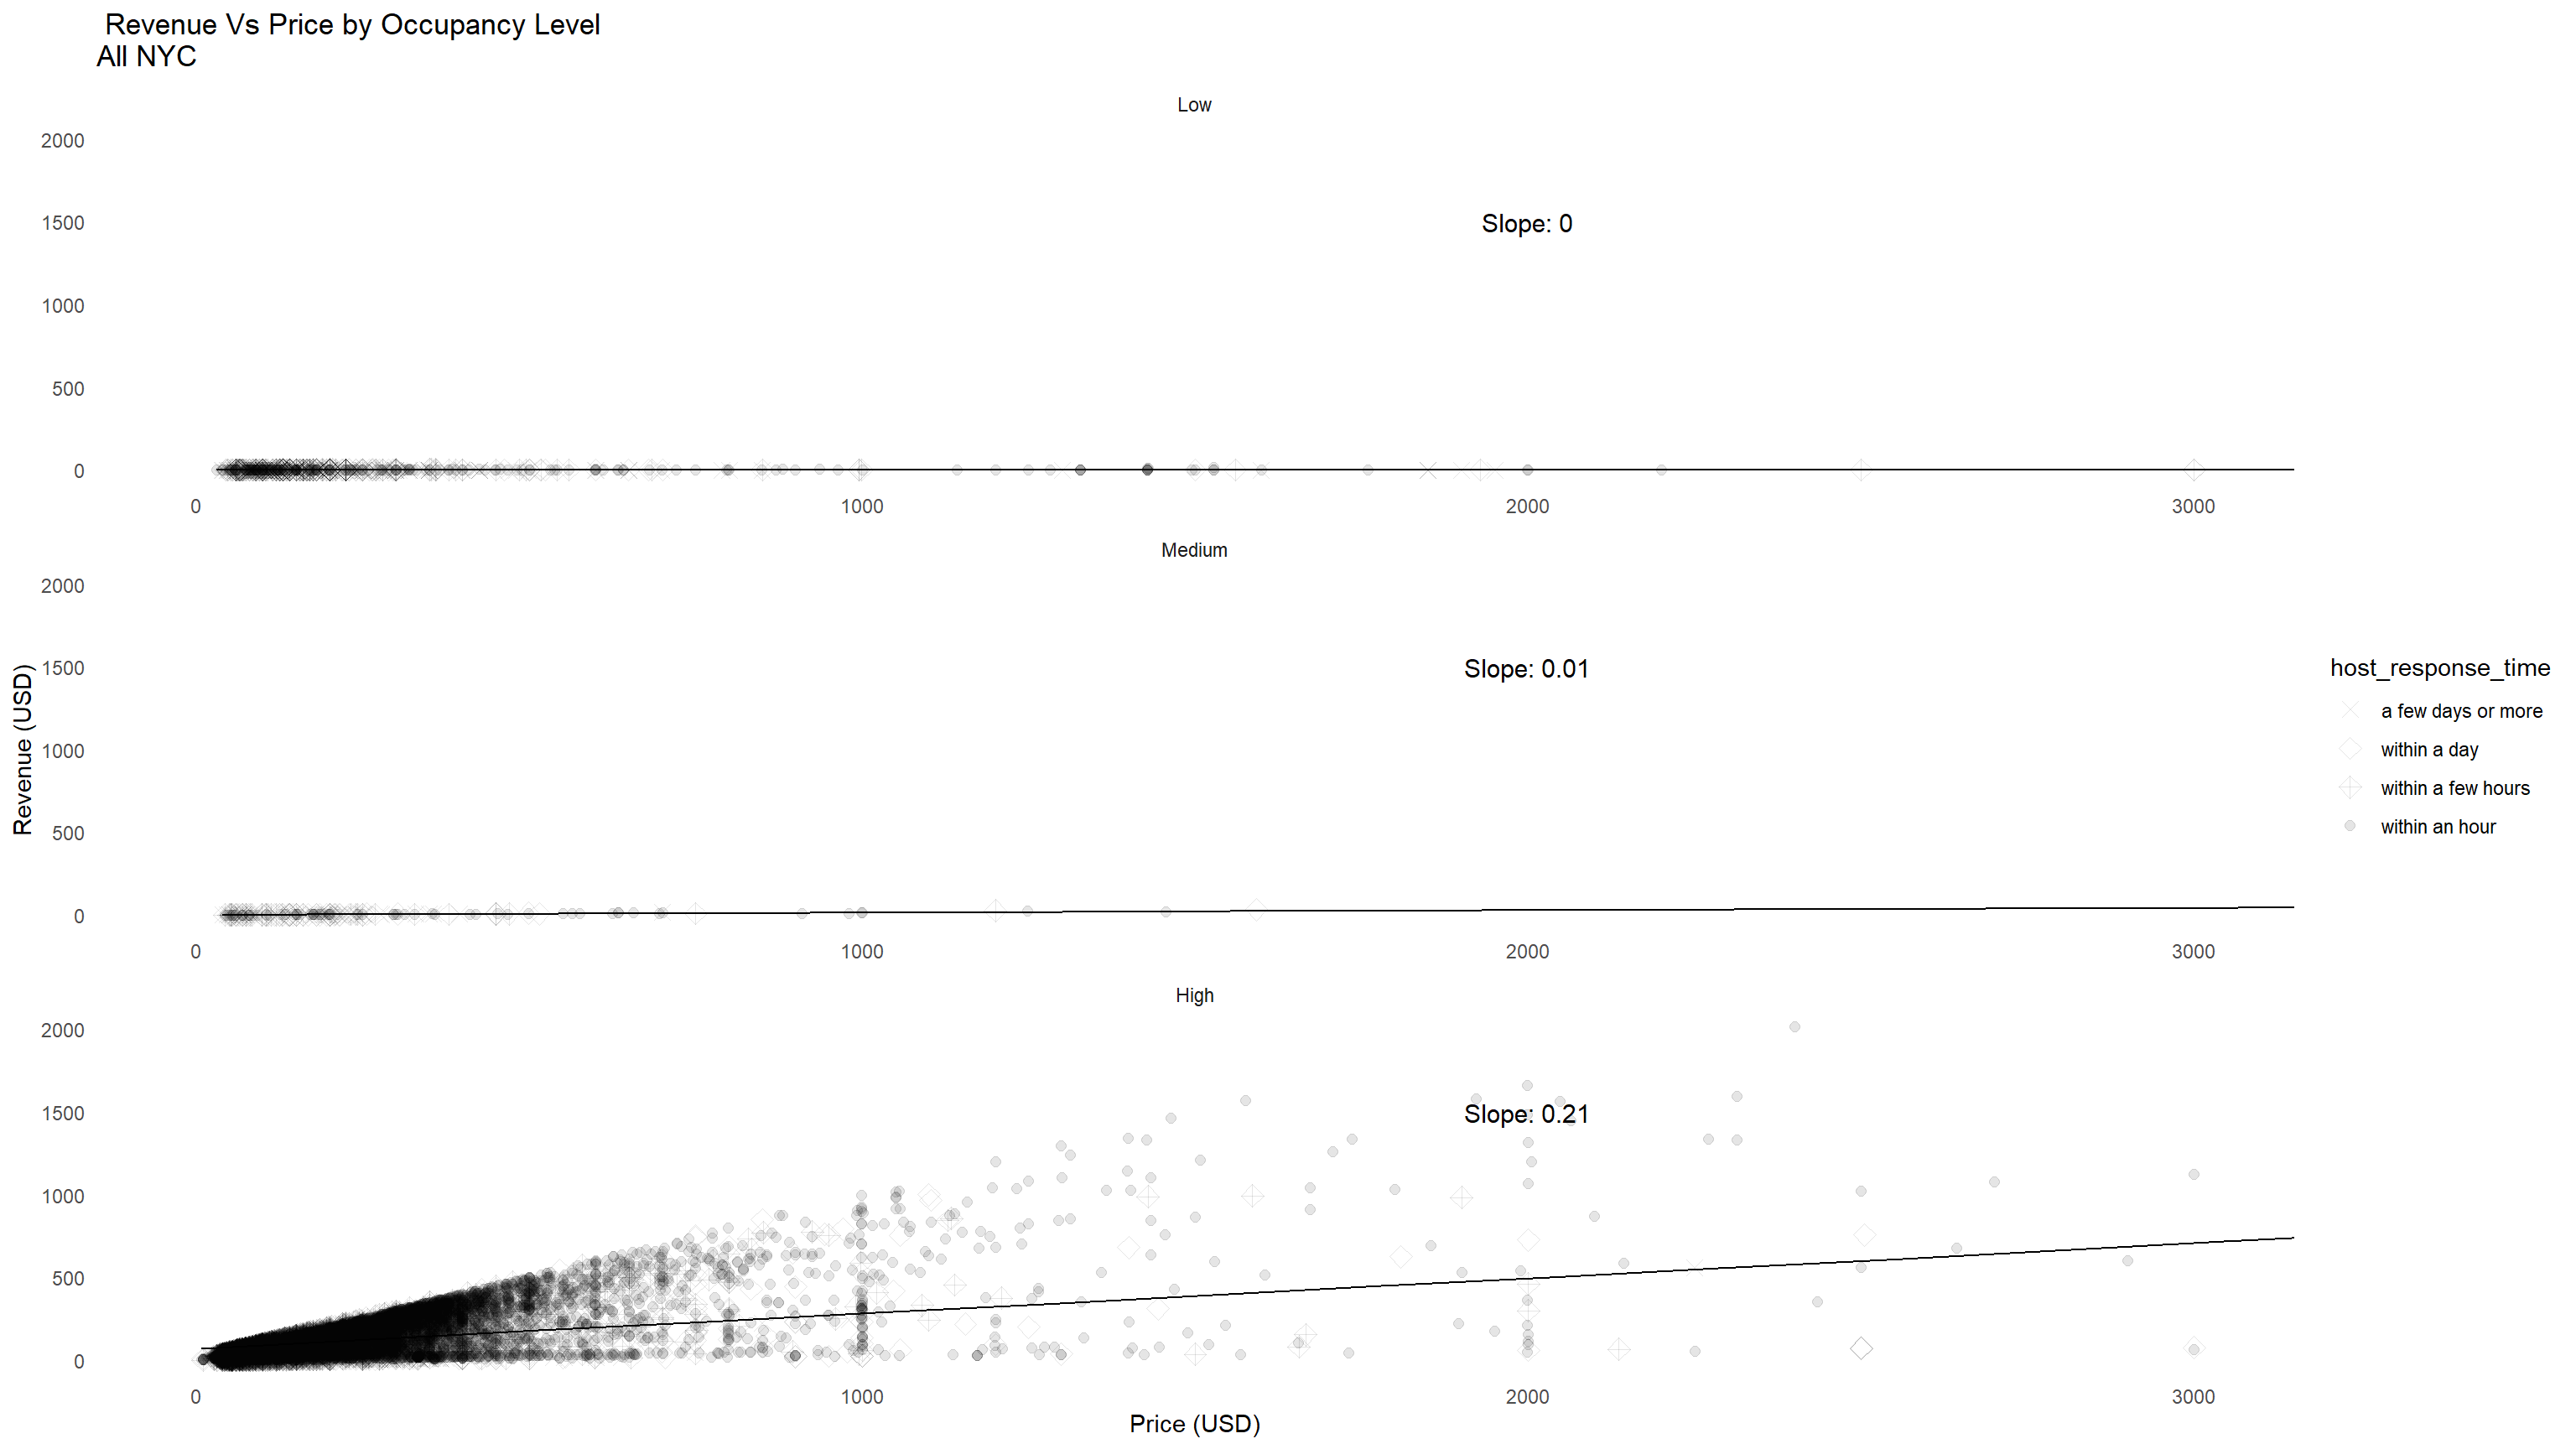 Revenue Vs Price by Occupancy Level
All NYC
Low
2000
1500
1000
500
0
Slope: 0
0 1000 2000 3000
Medium
2000
1500
1000
500
0
Slope: 0.01
0 1000 2000 3000
High
2000
1500
1000
500
0
Slope: 0.21
0 1000 2000 3000
Price (USD)
Revenue (USD)
host_response_time
a few days or more
within a day
within a few hours
within an hour